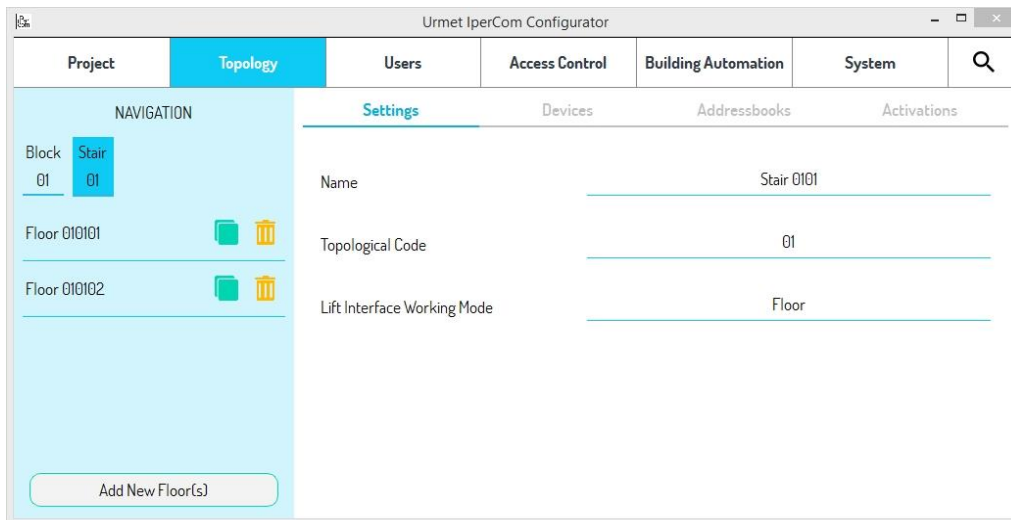 Urmet IperCom Configurator
Project Topology Users Access Control Building Automation System
NAVIGATION
Settings Devices Addressbooks Activations
Block Stair
01 01
Name Stair 0101
Floor 010101
Topological Code 01
Floor 010102
Lift Interface Working Mode Floor
Add New Floor(s)